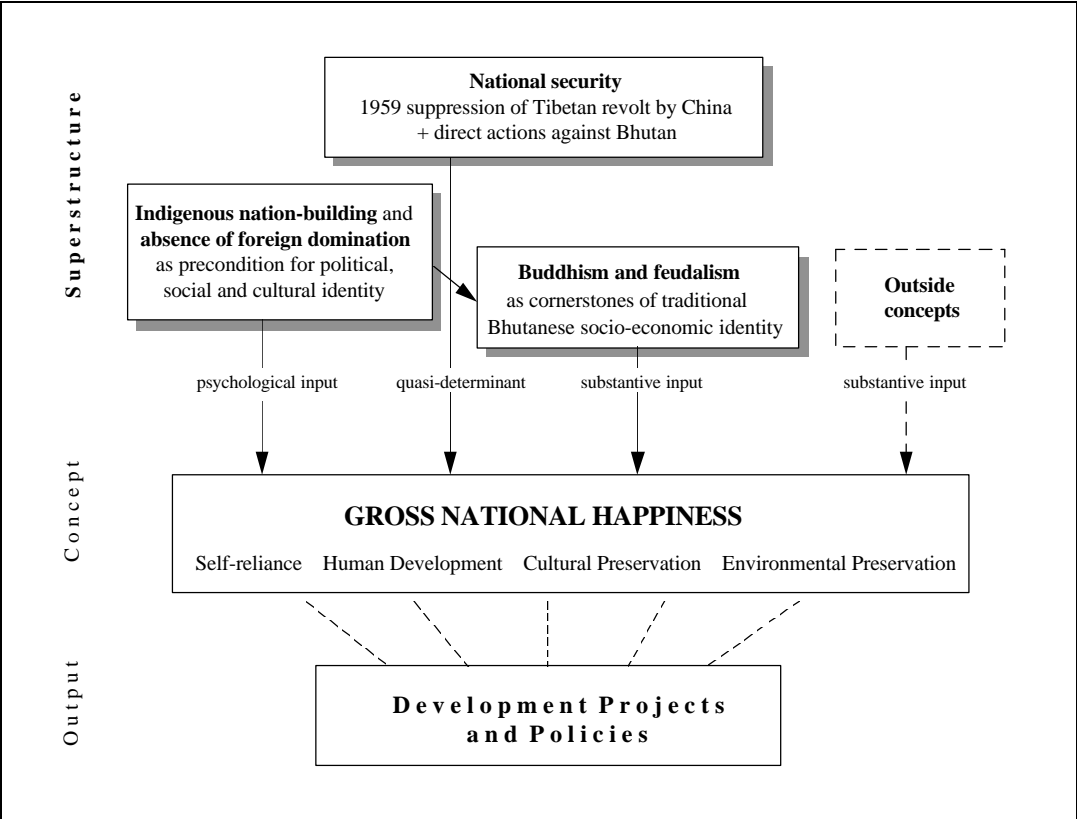 Superstructure
National security
1959 suppression of Tibetan revolt by China
+ direct actions against Bhutan
Indigenous nation-building and
absence of foreign domination
as precondition for political,
social and cultural identity
Buddhism and feudalism
as cornerstones of traditional
Bhutanese socio-economic identity
Outside
concepts
psychological input
quasi-determinant
substantive input
substantive input
Concept
GROSS NATIONAL HAPPINESS
Self-reliance Human Development Cultural Preservation Environmental Preservation
Output
Development Projects
and Policies